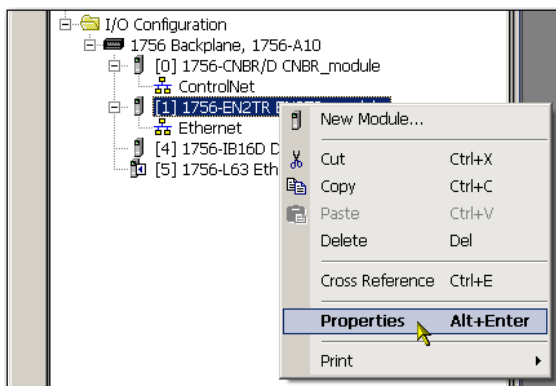 I/O Configuration
1756 Backplane, 1756-A10
[0] 1756-CNBR/D CNBR_module
ControlNet
[1] 1756-EN2TR
Ethernet
[4] 1756-IB16D D
[5] 1756-L63 Eth
New Module...
Cut Ctrl+X
Copy Ctrl+C
Paste Ctrl+V
Delete Del
Cross Reference Ctrl+E
Properties Alt+Enter
Print